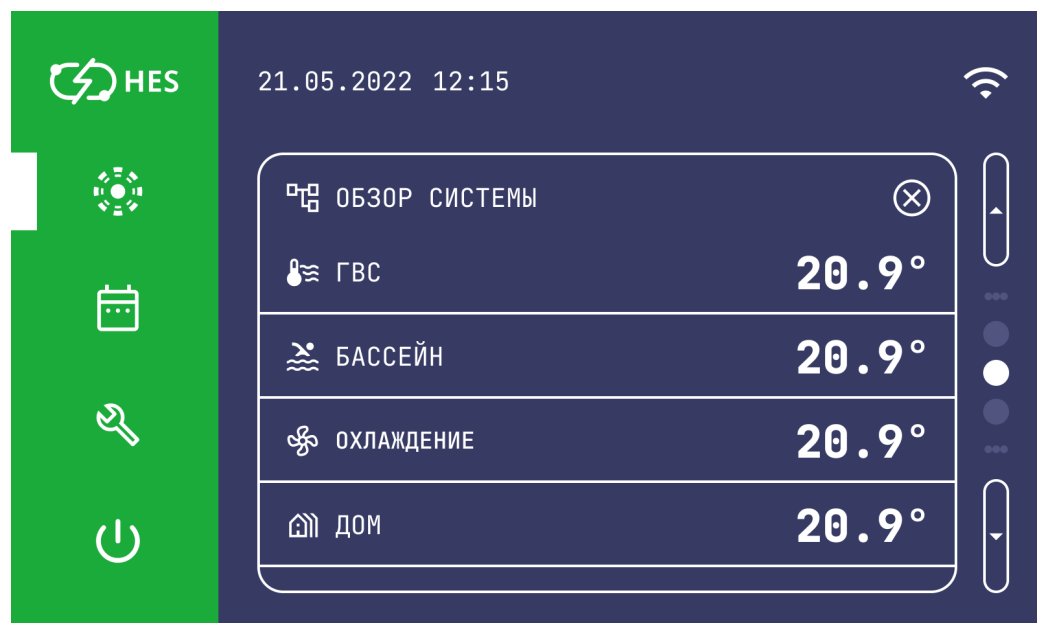 HES
21.05.2022 12:15
ОБЗОР СИСТЕМЫ
ГВС 20.9°
БАССЕЙН 20.9°
ОХЛАЖДЕНИЕ 20.9°
ДОМ 20.9°